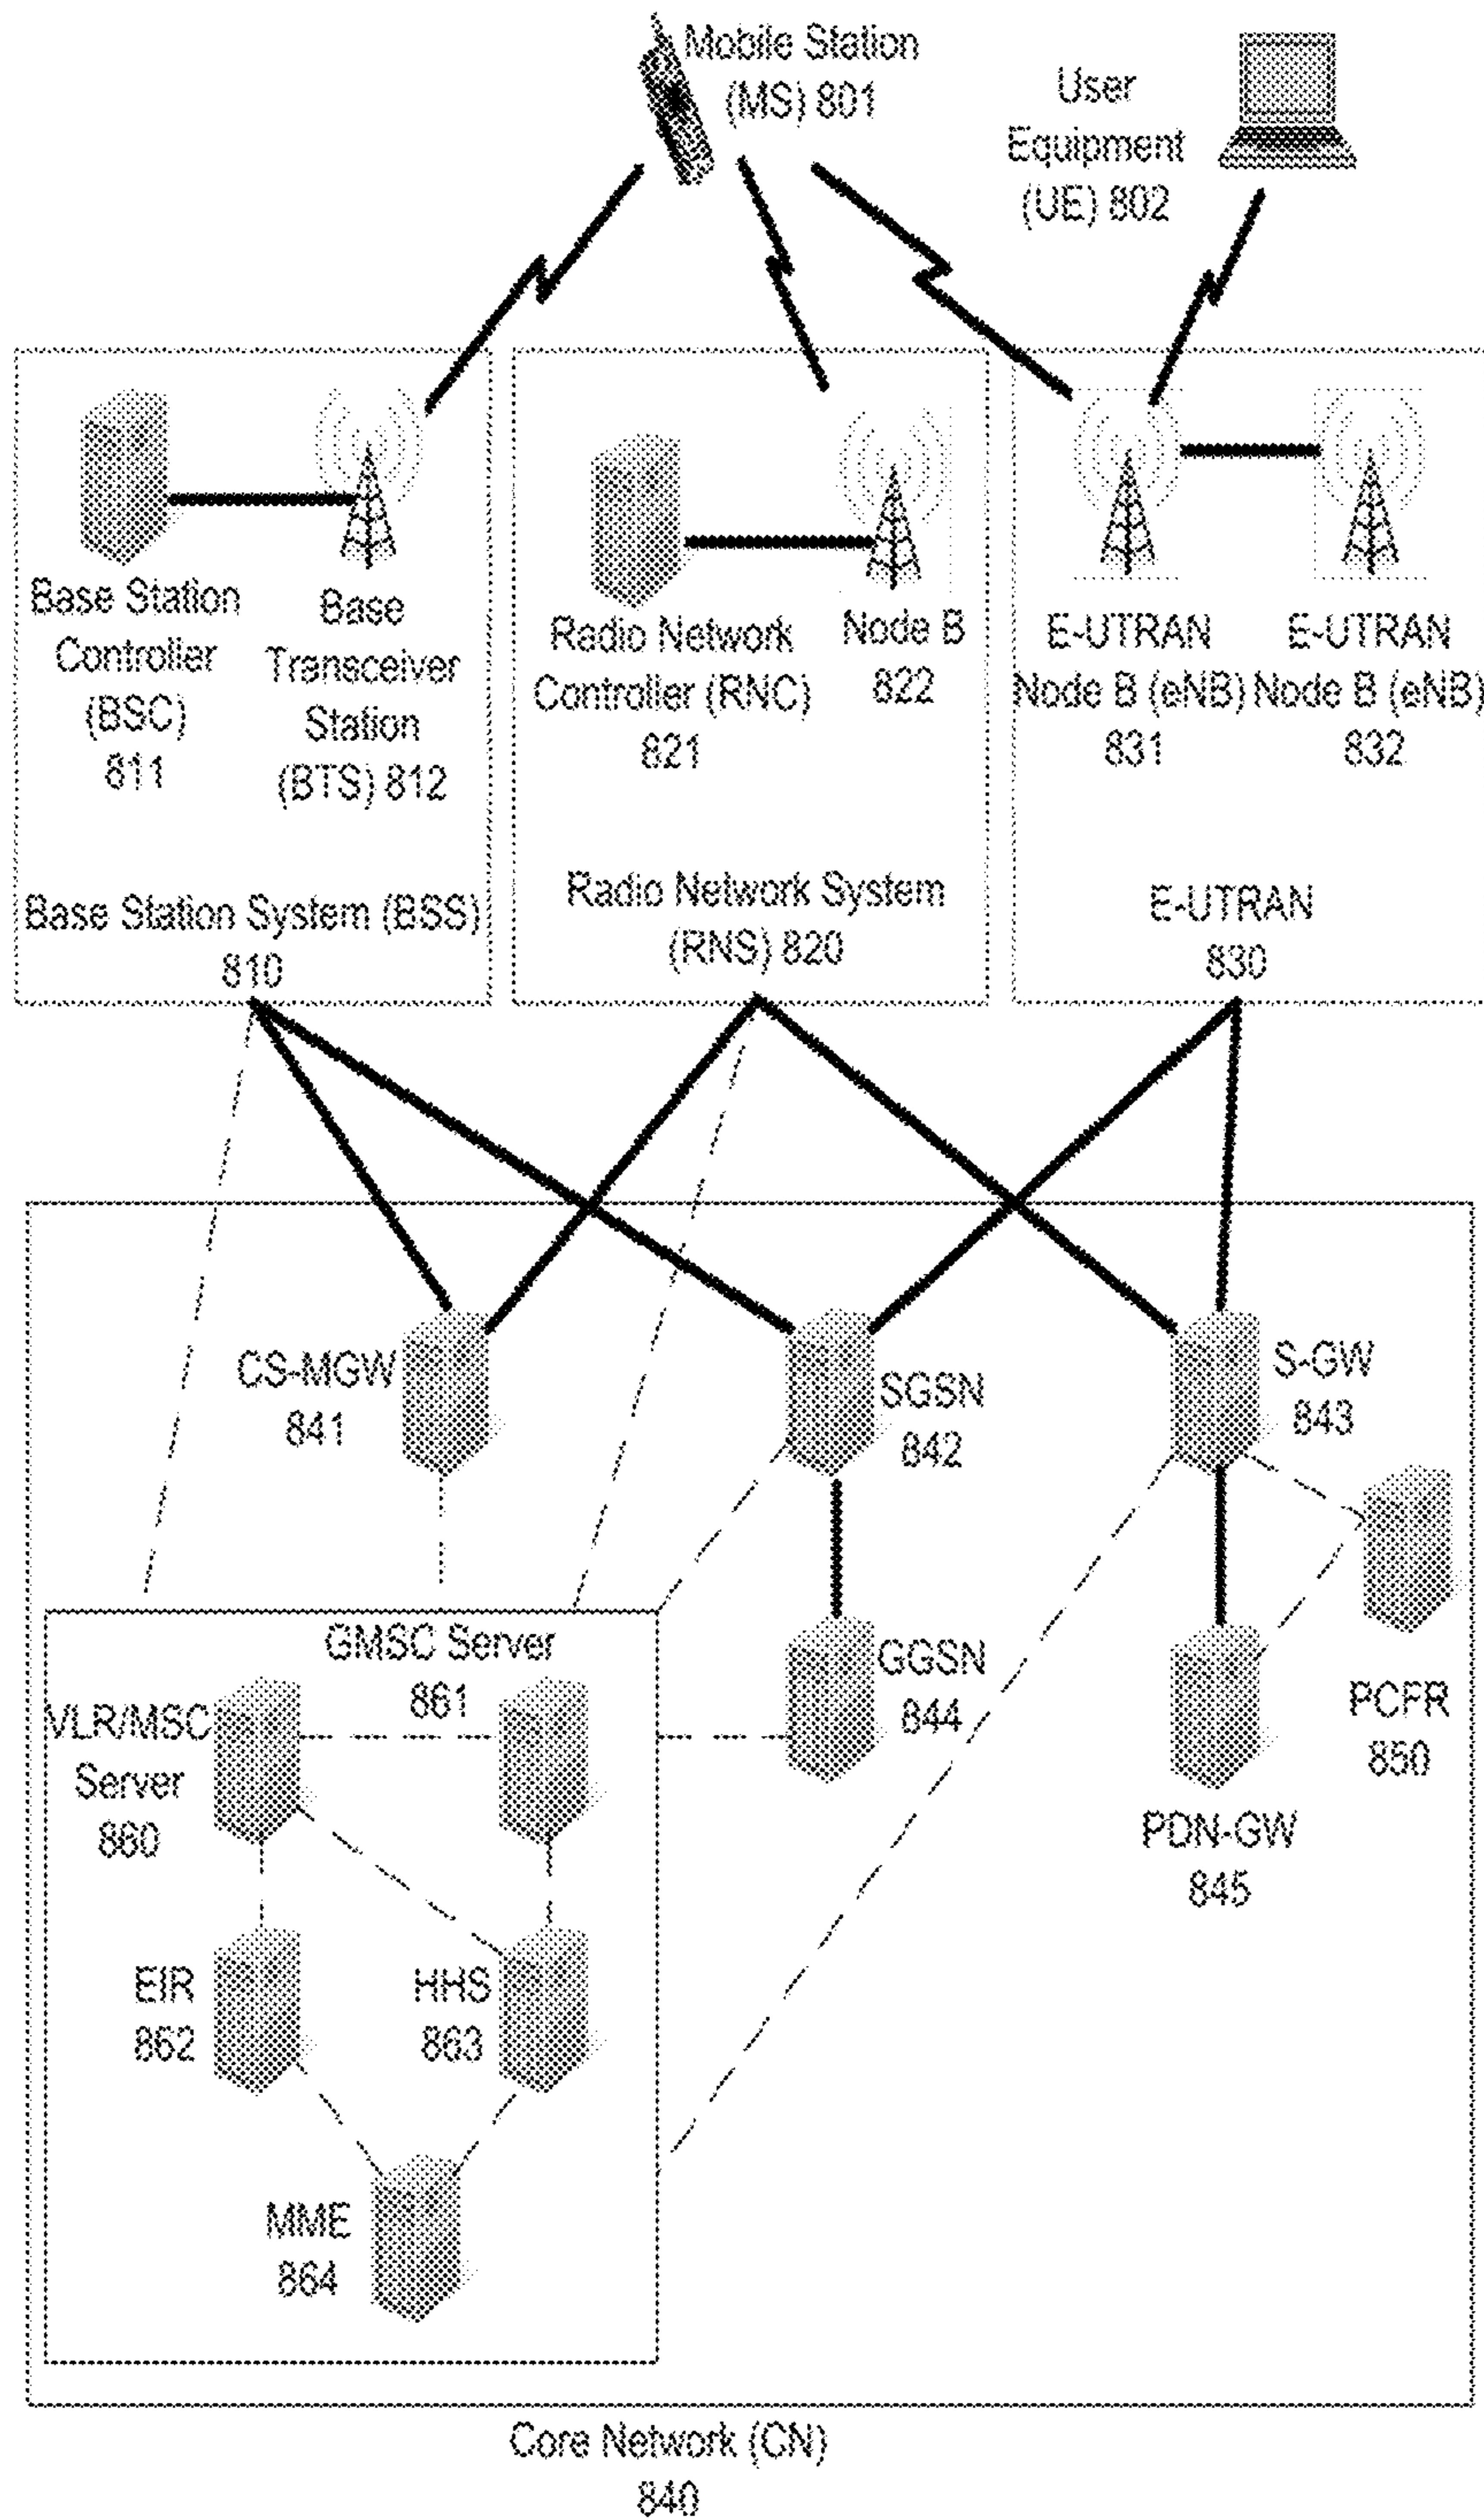 Mobile Station
(MS) 801
User
Equipment
(UE) 802
Base Station
Controller
(BSC)
811
Base
Transceiver
Station
(BTS) 812
Base Station System (BSS)
810
Radio Network
Controller (RNC)
821
Node B
822
Radio Network System
(RNS) 820
E-UTRAN
Node B (eNB)
831
E-UTRAN
Node B (eNB)
832
E-UTRAN
830
CS-MGW
841
SGSN
842
S-GW
843
GMSC Server
861
VLR/MSC
Server
860
GGSN
844
PCFR
850
PDN-GW
845
EIR
862
HHS
863
MME
864
Core Network (CN)
840